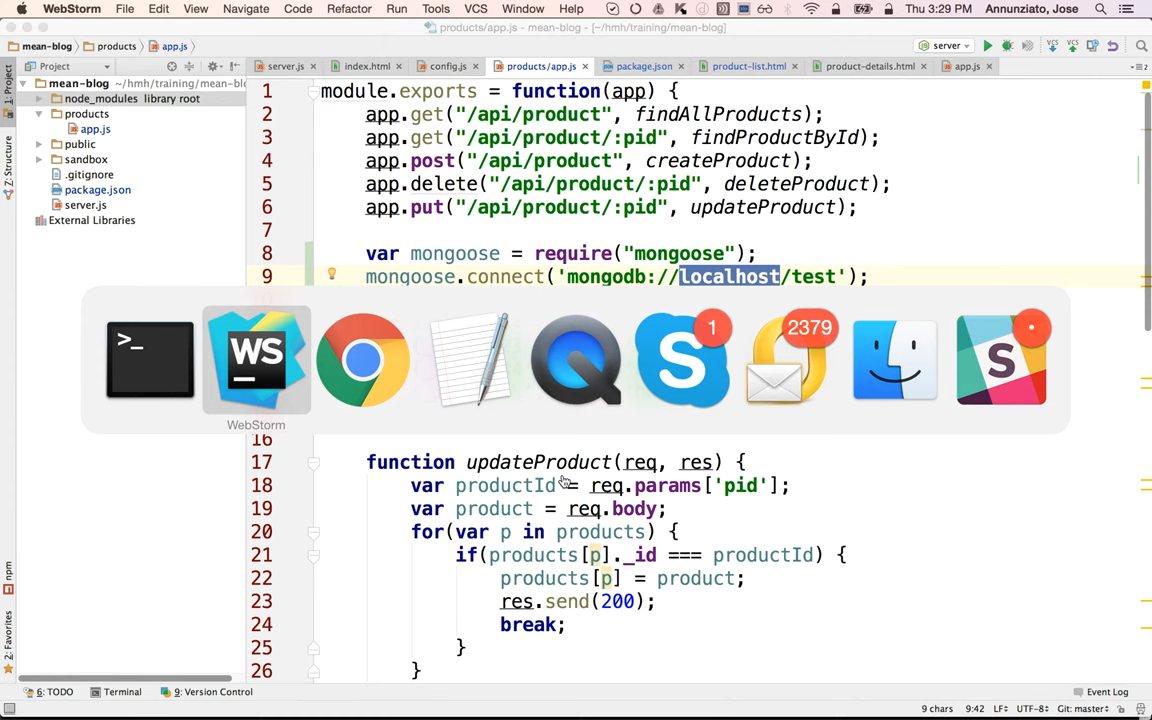 WebStorm File Edit View Navigate Code Refactor Run Tools VCS Window Help Thu 3:29 PM Annunziato, Jose
products/app.js - mean-blog - [~/hmh/training/mean-blog]
mean-blog products app.js server
Project server.js index.html config.js products/app.js package.json product-list.html product-details.html app.js
1: Project
7: Structure
npm
2: Favorites
mean-blog ~/hmh/training/mean-blog
node_modules library root
products
app.js
public
sandbox
.gitignore
package.json
server.js
External Libraries
1 module.exports = function(app) {
2 app.get("/api/product", findAllProducts);
3 app.get("/api/product/:pid", findProductById);
4 app.post("/api/product", createProduct);
5 app.delete("/api/product/:pid", deleteProduct);
6 app.put("/api/product/:pid", updateProduct);
7
8 var mongoose = require("mongoose");
9 mongoose.connect('mongodb://localhost/test');
>_ WS S 1 2379 S
WebStorm
16
17 function updateProduct(req, res) {
18 var productId = req.params['pid'];
19 var product = req.body;
20 for(var p in products) {
21 if(products[p]._id === productId) {
22 products[p] = product;
23 res.send(200);
24 break;
25 }
26 }
6: TODO Terminal 9: Version Control Event Log
9 chars 9:42 LF÷ UTF-8÷ Git: master÷